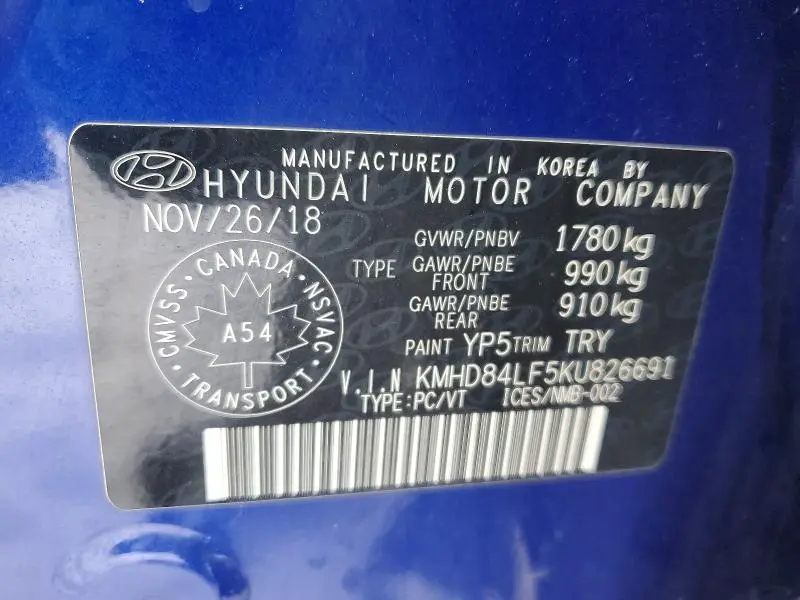 MANUFACTURED IN KOREA BY
HYUNDAI MOTOR COMPANY
NOV/26/18
GVWR/PNBV 1780kg
TYPE
GAWR/PNBE FRONT 990kg
GAWR/PNBE REAR 910kg
PAINT YP5 TRIM TRY
V.I.N KMHD84LF5KU826691
TYPE:PC/VT ICES/NMB-002
CMVSS • CANADA • NSVAC • TRANSPORT •
A54